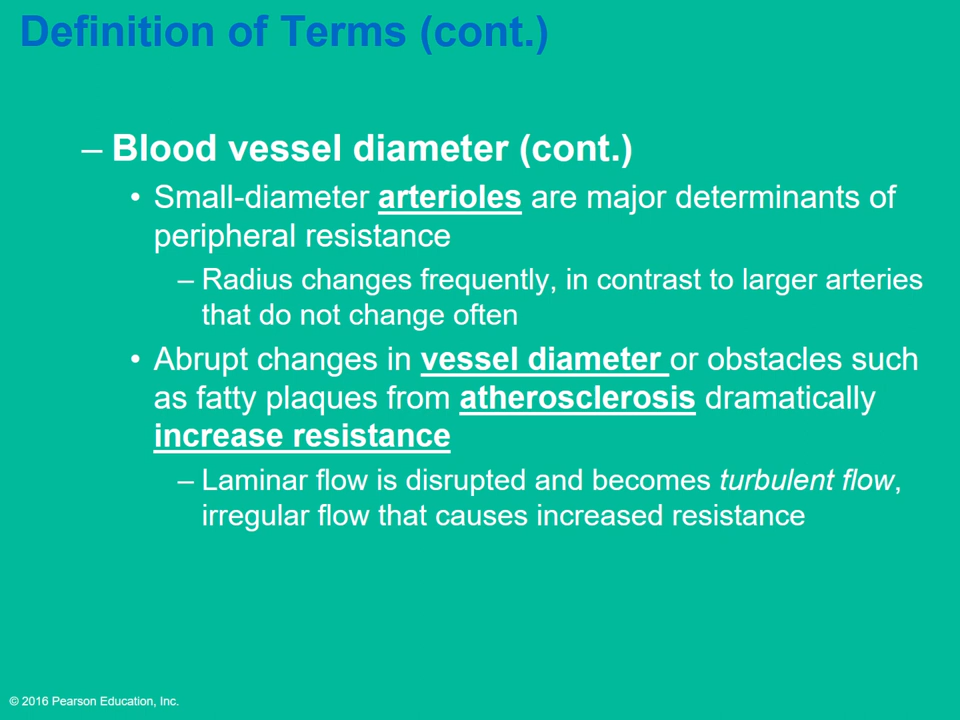 Definition of Terms (cont.)
– Blood vessel diameter (cont.)
• Small-diameter arterioles are major determinants of
peripheral resistance
– Radius changes frequently, in contrast to larger arteries
that do not change often
• Abrupt changes in vessel diameter or obstacles such
as fatty plaques from atherosclerosis dramatically
increase resistance
– Laminar flow is disrupted and becomes turbulent flow,
irregular flow that causes increased resistance
© 2016 Pearson Education, Inc.